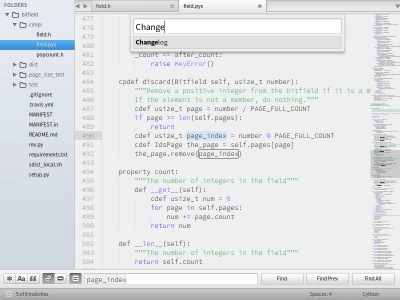 FOLDERS
bitfield
cimpl
field.h
field.pyx
popcount.h
dist
page_size_test
test
.gitignore
.travis.yml
MANIFEST
MANIFEST.in
README.md
mv.py
requirements.txt
sdist_local.sh
setup.py
field.h
field.pyx
Change
Changelog
477
478
_count == after_count:
raise KeyError()
484 cpdef discard(Bitfield self, usize_t number):
485 """Remove a positive integer from the bitfield if it is a m
486 If the element is not a member, do nothing."""
487 cdef usize_t page = number / PAGE_FULL_COUNT
488 if page >= len(self.pages):
489 return
490 cdef usize_t page_index = number % PAGE_FULL_COUNT
491 cdef IdsPage the_page = self.pages[page]
492 the_page.remove(page_index)
493
494 property count:
495 """The number of integers in the field"""
496 def __get__(self):
497 cdef usize_t num = 0
498 for page in self.pages:
499 num += page.count
500 return num
501
502 def __len__(self):
503 """The number of integers in the field"""
504 return self.count
Aa
page_index
Find
Find Prev
Find All
5 of 8 matches
Spaces: 4
Cython